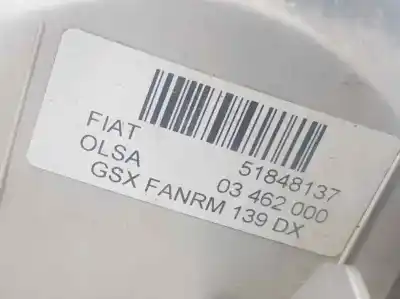 FIAT 51848137
OLSA 03 462 000
GSX FANRM 139 DX